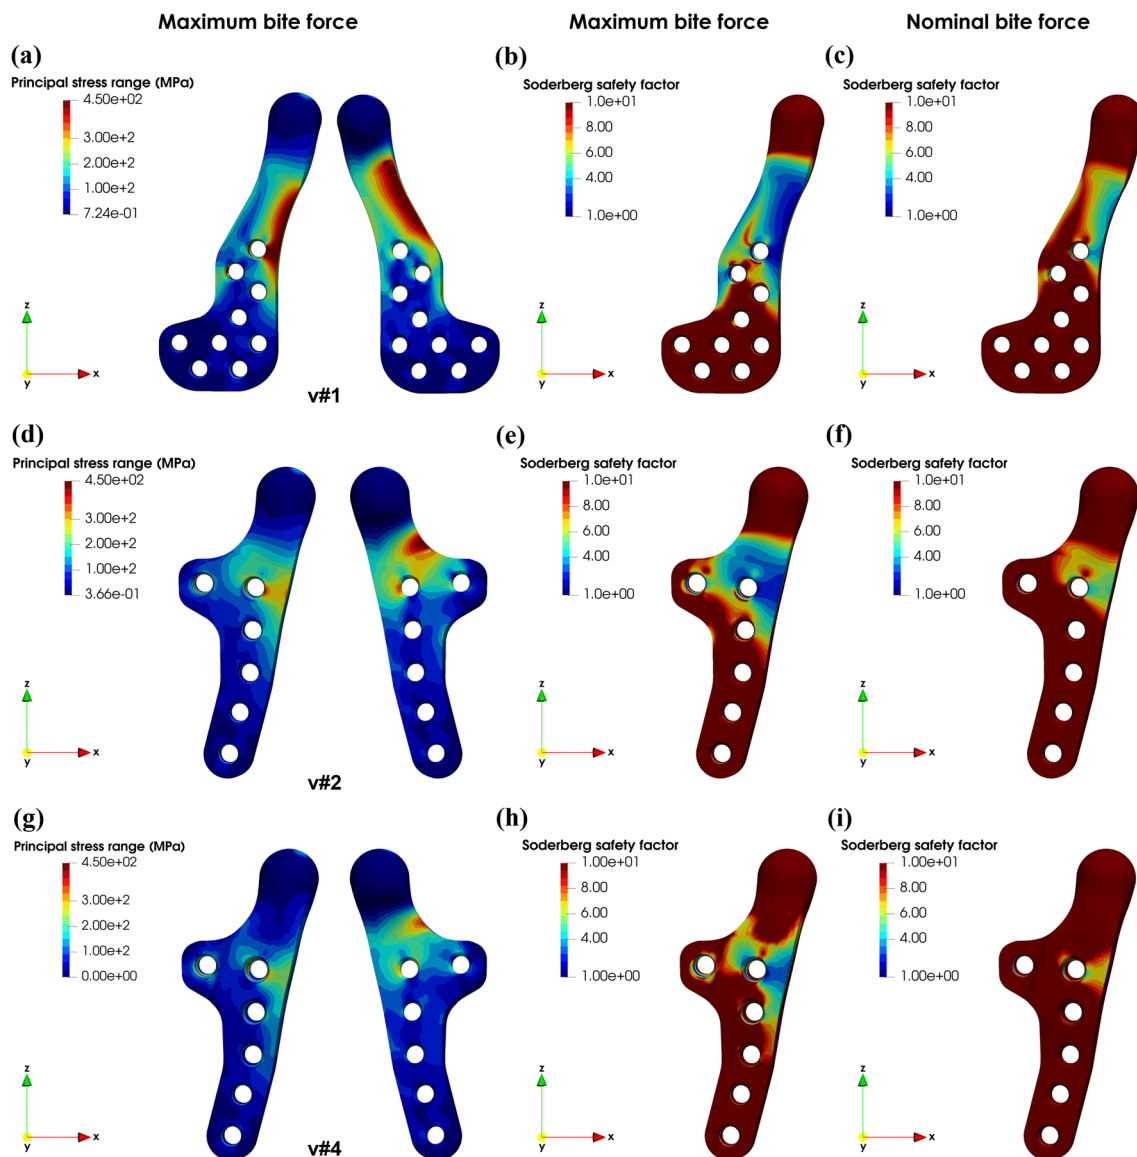 Maximum bite force
Maximum bite force
Nominal bite force
(a)
Principal stress range (MPa)
4.50e+02
3.00e+2
2.00e+2
1.00e+2
7.24e-01
z
y
x
v#1
(b)
Soderberg safety factor
1.0e+01
8.00
6.00
4.00
1.0e+00
z
y
x
(c)
Soderberg safety factor
1.0e+01
8.00
6.00
4.00
1.0e+00
z
y
x
(d)
Principal stress range (MPa)
4.50e+02
3.00e+2
2.00e+2
1.00e+2
3.66e-01
z
y
x
v#2
(e)
Soderberg safety factor
1.0e+01
8.00
6.00
4.00
1.0e+00
z
y
x
(f)
Soderberg safety factor
1.0e+01
8.00
6.00
4.00
1.0e+00
z
y
x
(g)
Principal stress range (MPa)
4.50e+02
3.00e+2
2.00e+2
1.00e+2
0.00e+00
z
y
x
v#4
(h)
Soderberg safety factor
1.00e+01
8.00
6.00
4.00
1.00e+00
z
y
x
(i)
Soderberg safety factor
1.00e+01
8.00
6.00
4.00
1.00e+00
z
y
x